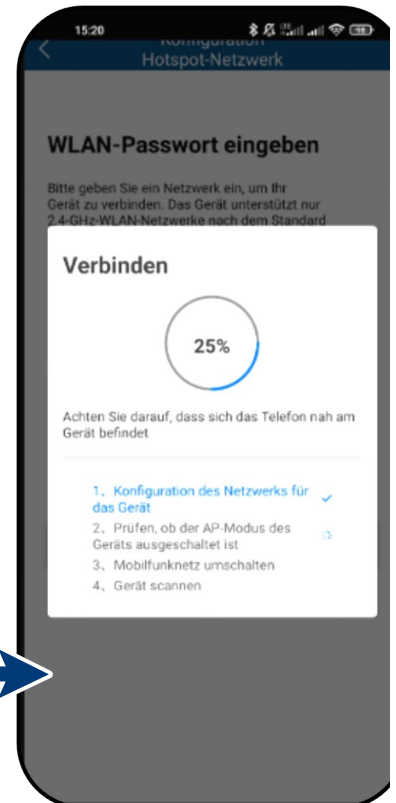 15:20
Konfiguration
Hotspot-Netzwerk
WLAN-Passwort eingeben
Bitte geben Sie ein Netzwerk ein, um Ihr
Gerät zu verbinden. Das Gerät unterstützt nur
2.4-GHz-WLAN-Netzwerke nach dem Standard
Verbinden
25%
Achten Sie darauf, dass sich das Telefon nah am
Gerät befindet
1、Konfiguration des Netzwerks für
das Gerät
2、Prüfen, ob der AP-Modus des
Geräts ausgeschaltet ist
3、Mobilfunknetz umschalten
4、Gerät scannen